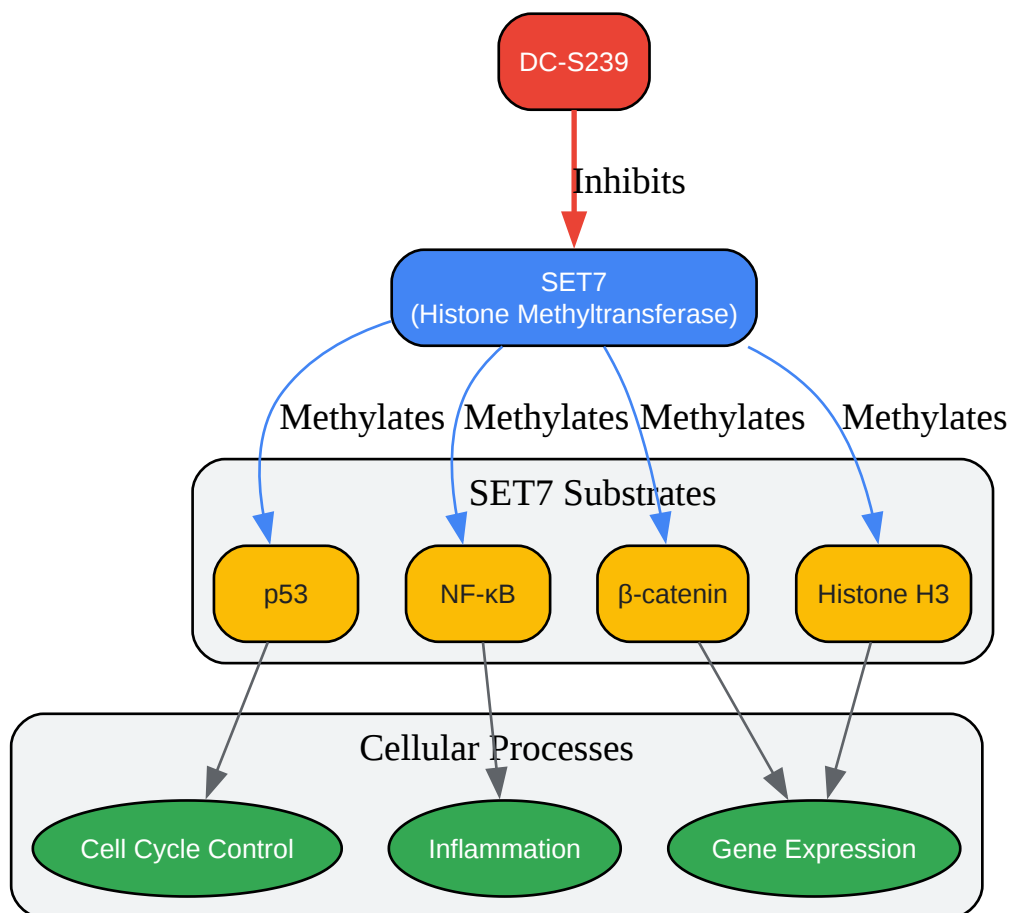 DC-S239
Inhibits
SET7
(Histone Methyltransferase)
Methylates
Methylates
Methylates
Methylates
SET7 Substrates
p53
NF-κB
β-catenin
Histone H3
Cellular Processes
Cell Cycle Control
Inflammation
Gene Expression